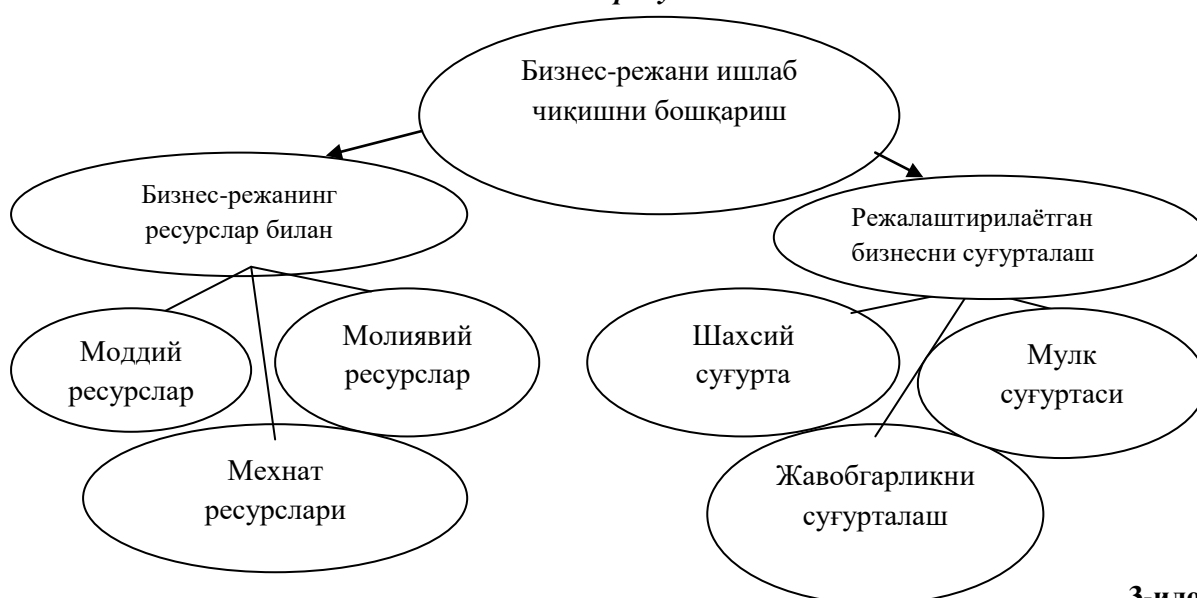 Бизнес-режани ишлаб
чиқишни бошқариш
Бизнес-режанинг
ресурслар билан
Режалаштирилаётган
бизнесни суғурталаш
Моддий
ресурслар
Молиявий
ресурслар
Шахсий
суғурта
Мулк
суғуртаси
Мехнат
ресурслари
Жавобгарликни
суғурталаш